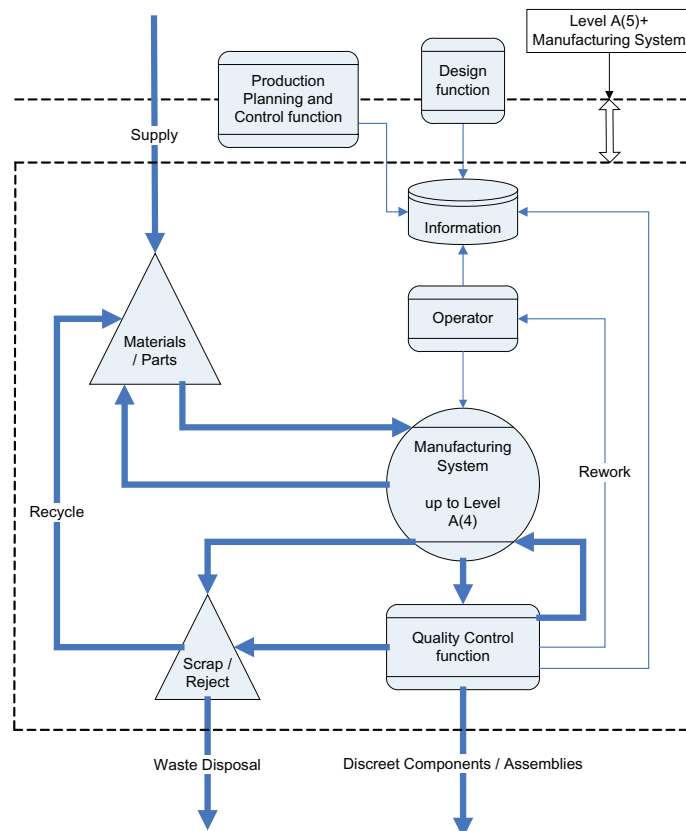 Level A(5)+
Manufacturing System
Production
Planning and
Control function
Design
function
Supply
Information
Operator
Materials
/ Parts
Manufacturing
System
up to Level
A(4)
Rework
Recycle
Quality Control
function
Scrap /
Reject
Waste Disposal
Discreet Components / Assemblies